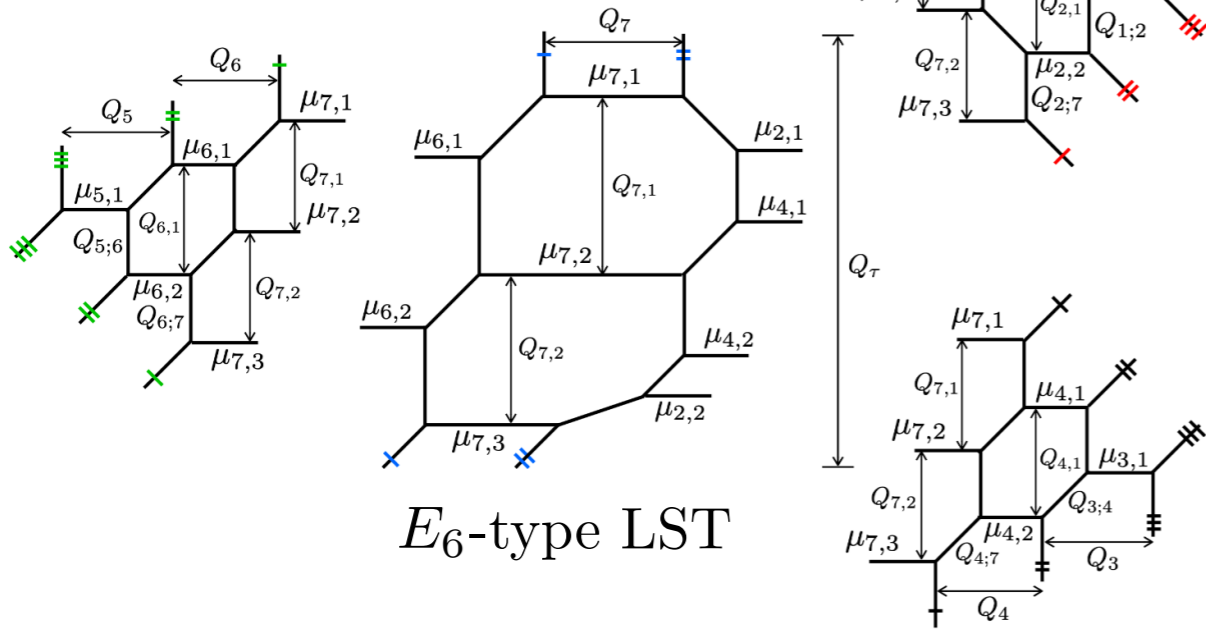 Q_6
μ_{7,1}
Q_5
μ_{6,1}
Q_{7,1}
μ_{5,1}
Q_{6,1}
μ_{7,2}
Q_{5;6}
μ_{6,2}
Q_{7,2}
Q_{6;7}
μ_{7,3}
Q_7
μ_{7,1}
μ_{6,1}
μ_{2,1}
Q_{7,1}
μ_{4,1}
μ_{7,2}
Q_τ
μ_{6,2}
μ_{4,2}
Q_{7,2}
μ_{2,2}
μ_{7,3}
Q_{2,1}
Q_{1;2}
Q_{7,2}
μ_{2,2}
μ_{7,3}
Q_{2;7}
μ_{7,1}
Q_{7,1}
μ_{4,1}
μ_{7,2}
Q_{4,1}
μ_{3,1}
Q_{7,2}
Q_{3;4}
μ_{7,3}
μ_{4,2}
Q_{4;7}
Q_3
Q_4
E_6-type LST